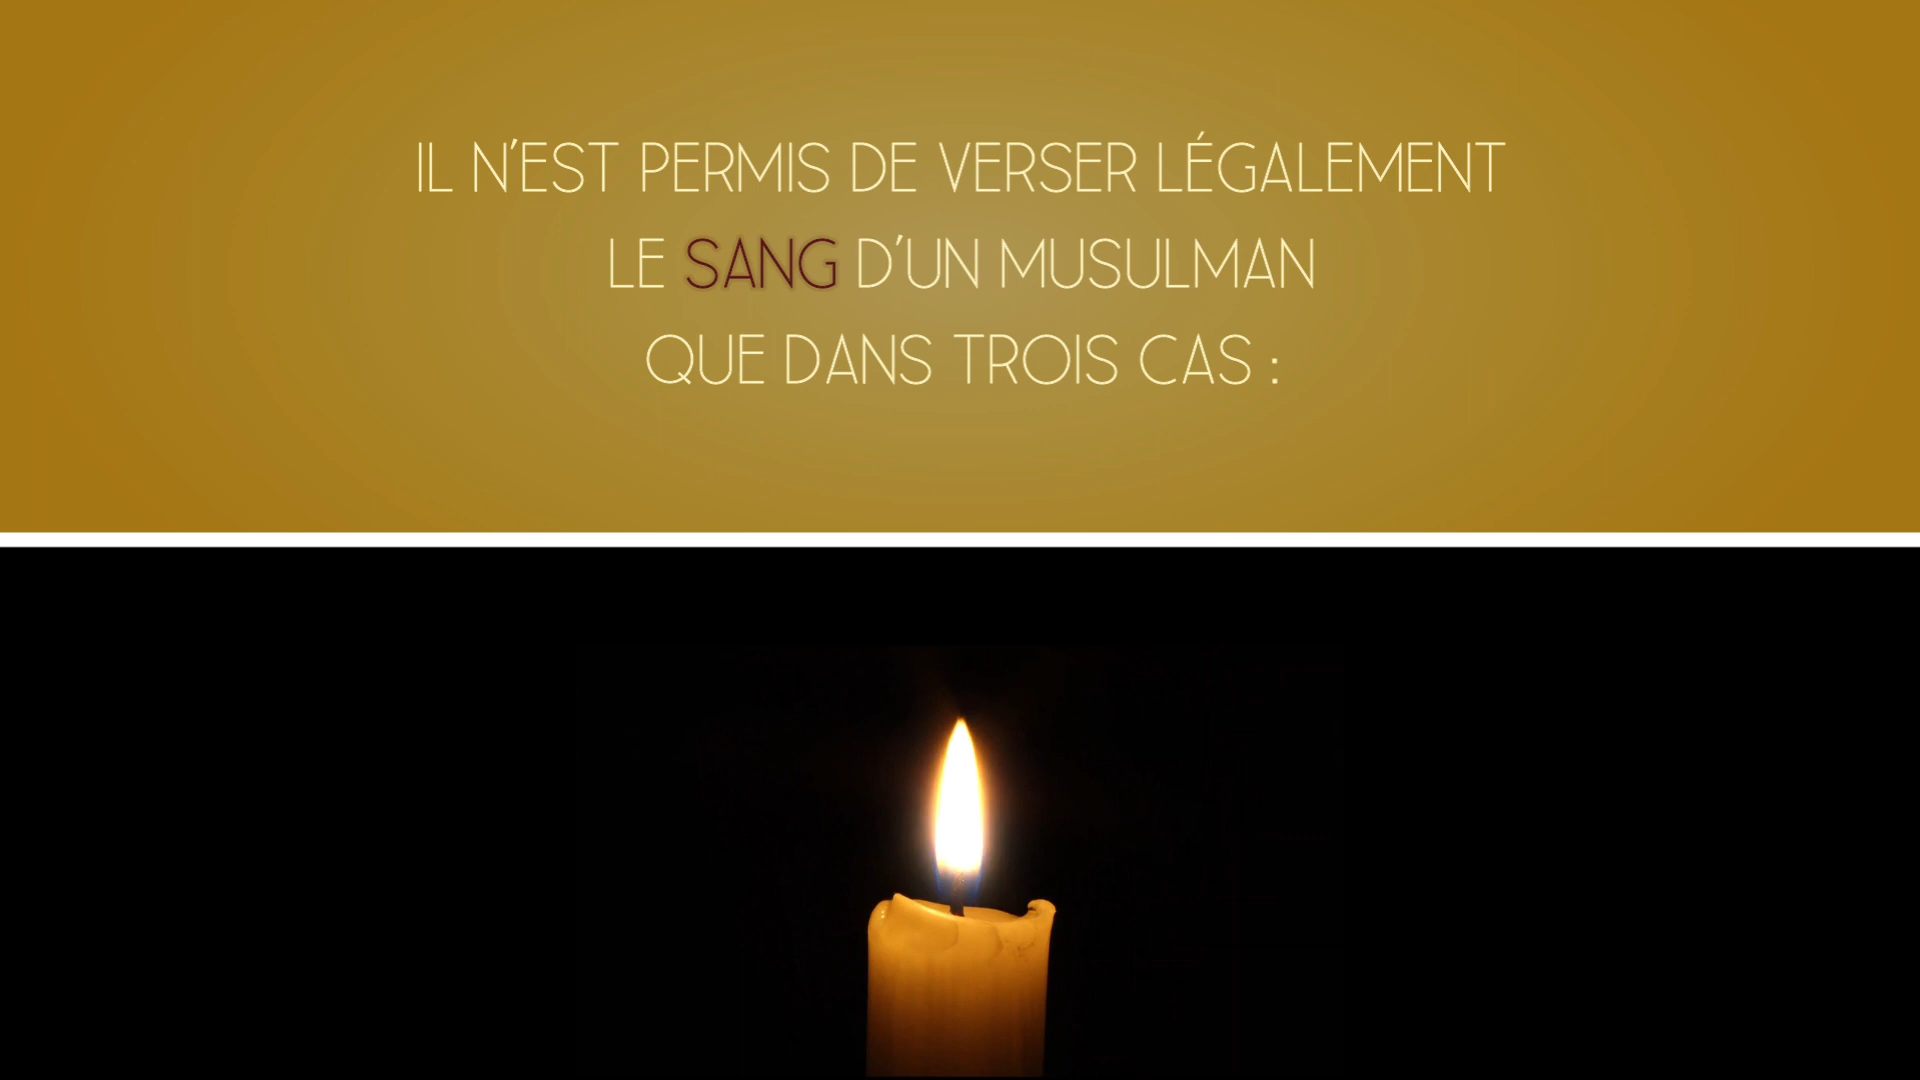 IL N'EST PERMIS DE VERSER LÉGALEMENT
LE SANG D'UN MUSULMAN
QUE DANS TROIS CAS :